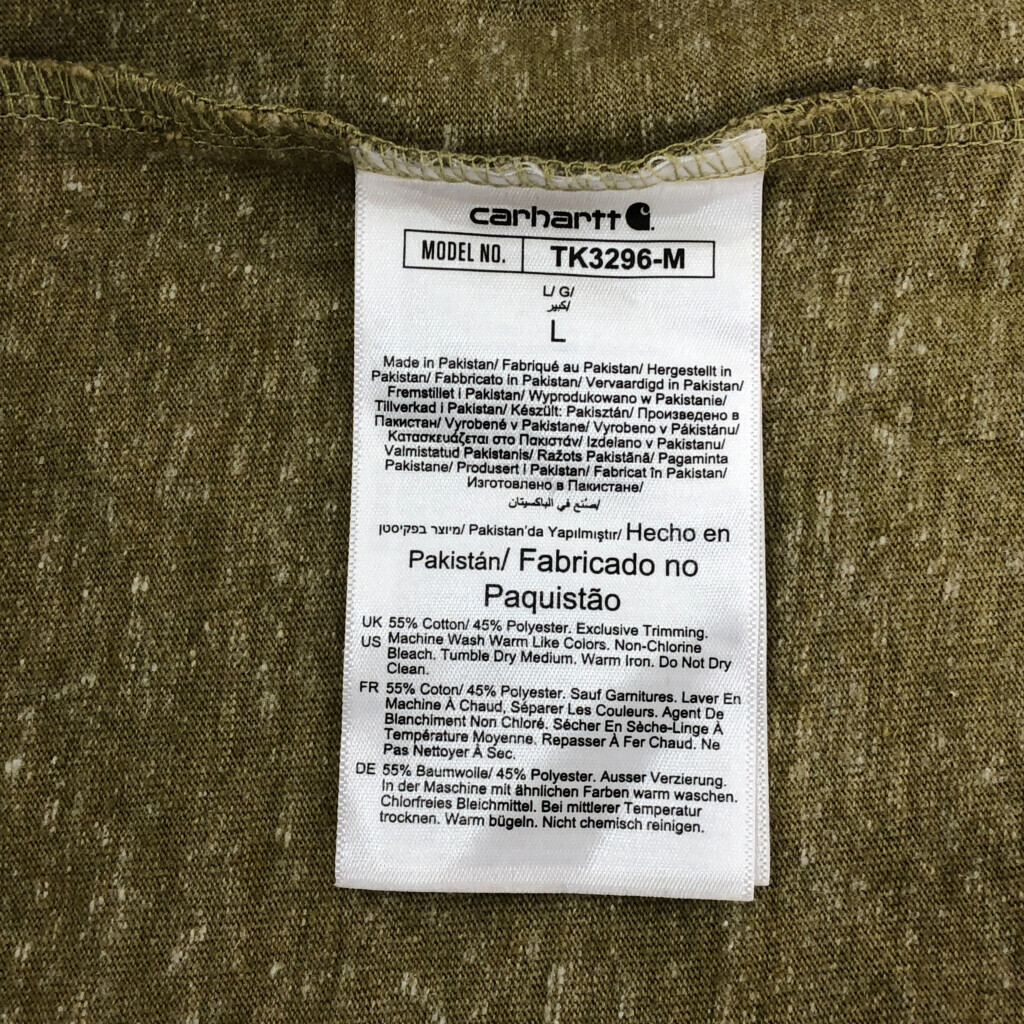 carhartt
MODEL NO. TK3296-M
L/ G/
كبير/
L
Made in Pakistan/ Fabriqué au Pakistan/ Hergestellt in
Pakistan/ Fabbricato in Pakistan/ Vervaardigd in Pakistan/
Fremstillet i Pakistan/ Wyprodukowano w Pakistanie/
Tillverkad i Pakistan/ Készült: Pakisztán/ Произведено в
Пакистан/ Vyrobené v Pakistane/ Vyrobeno v Pákistánu/
Κατασκευάζεται στο Πακιστάν/ Izdelano v Pakistanu/
Valmistatud Pakistanis/ Ražots Pakistānā/ Pagaminta
Pakistane/ Produsert i Pakistan/ Fabricat în Pakistan/
Изготовлено в Пакистане/
صنع في الباكستان/
מיוצר בפקיסטן/ Pakistan'da Yapılmıştır/ Hecho en
Pakistán/ Fabricado no
Paquistão
UK 55% Cotton/ 45% Polyester. Exclusive Trimming.
US Machine Wash Warm Like Colors. Non-Chlorine
Bleach. Tumble Dry Medium. Warm Iron. Do Not Dry
Clean.
FR 55% Coton/ 45% Polyester. Sauf Garnitures. Laver En
Machine À Chaud, Séparer Les Couleurs. Agent De
Blanchiment Non Chloré. Sécher En Sèche-Linge À
Température Moyenne. Repasser À Fer Chaud. Ne
Pas Nettoyer À Sec.
DE 55% Baumwolle/ 45% Polyester. Ausser Verzierung.
In der Maschine mit ähnlichen Farben warm waschen.
Chlorfreies Bleichmittel. Bei mittlerer Temperatur
trocknen. Warm bügeln. Nicht chemisch reinigen.